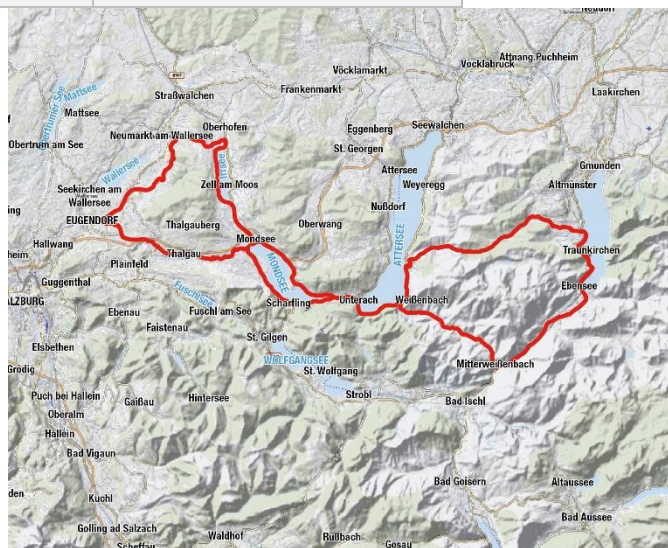 Attnang.Puchheim
Vöcklamarkt
Vöcklabruck
Laakirchen
Frankenmarkt
Straßwalchen
Mattsee
Mattsee
Obertrum am See
Oberhofen
Neumarkt am Wallersee
Eggenberg
Seewalchen
St. Georgen
Gmunden
Wallersee
Attersee
Weyeregg
Altmünster
Zell am Moos
Seekirchen am
Wallersee
Nußdorf
EUGENDORF
Thalgauberg
Oberwang
ATTERSEE
Hallwang
Mondsee
Traunkirchen
Plainfeld
Thalgau
MONDSEE
Guggenthal
Ebensee
Fuschlsee
Scharfling
Unterach
Weißenbach
Ebenau
Fuschl am See
Faistenau
St. Gilgen
Elsbethen
WOLFGANGSEE
Mitterweißenbach
Grödig
St. Wolfgang
Puch bei Hallein
Gaißau
Hintersee
Strobl
Bad Ischl
Oberalm
Hallein
Bad Vigaun
Bad Goisern
Altaussee
Kuchl
Bad Aussee
Golling ad Salzach
Waldhof
Rußbach
Gosau